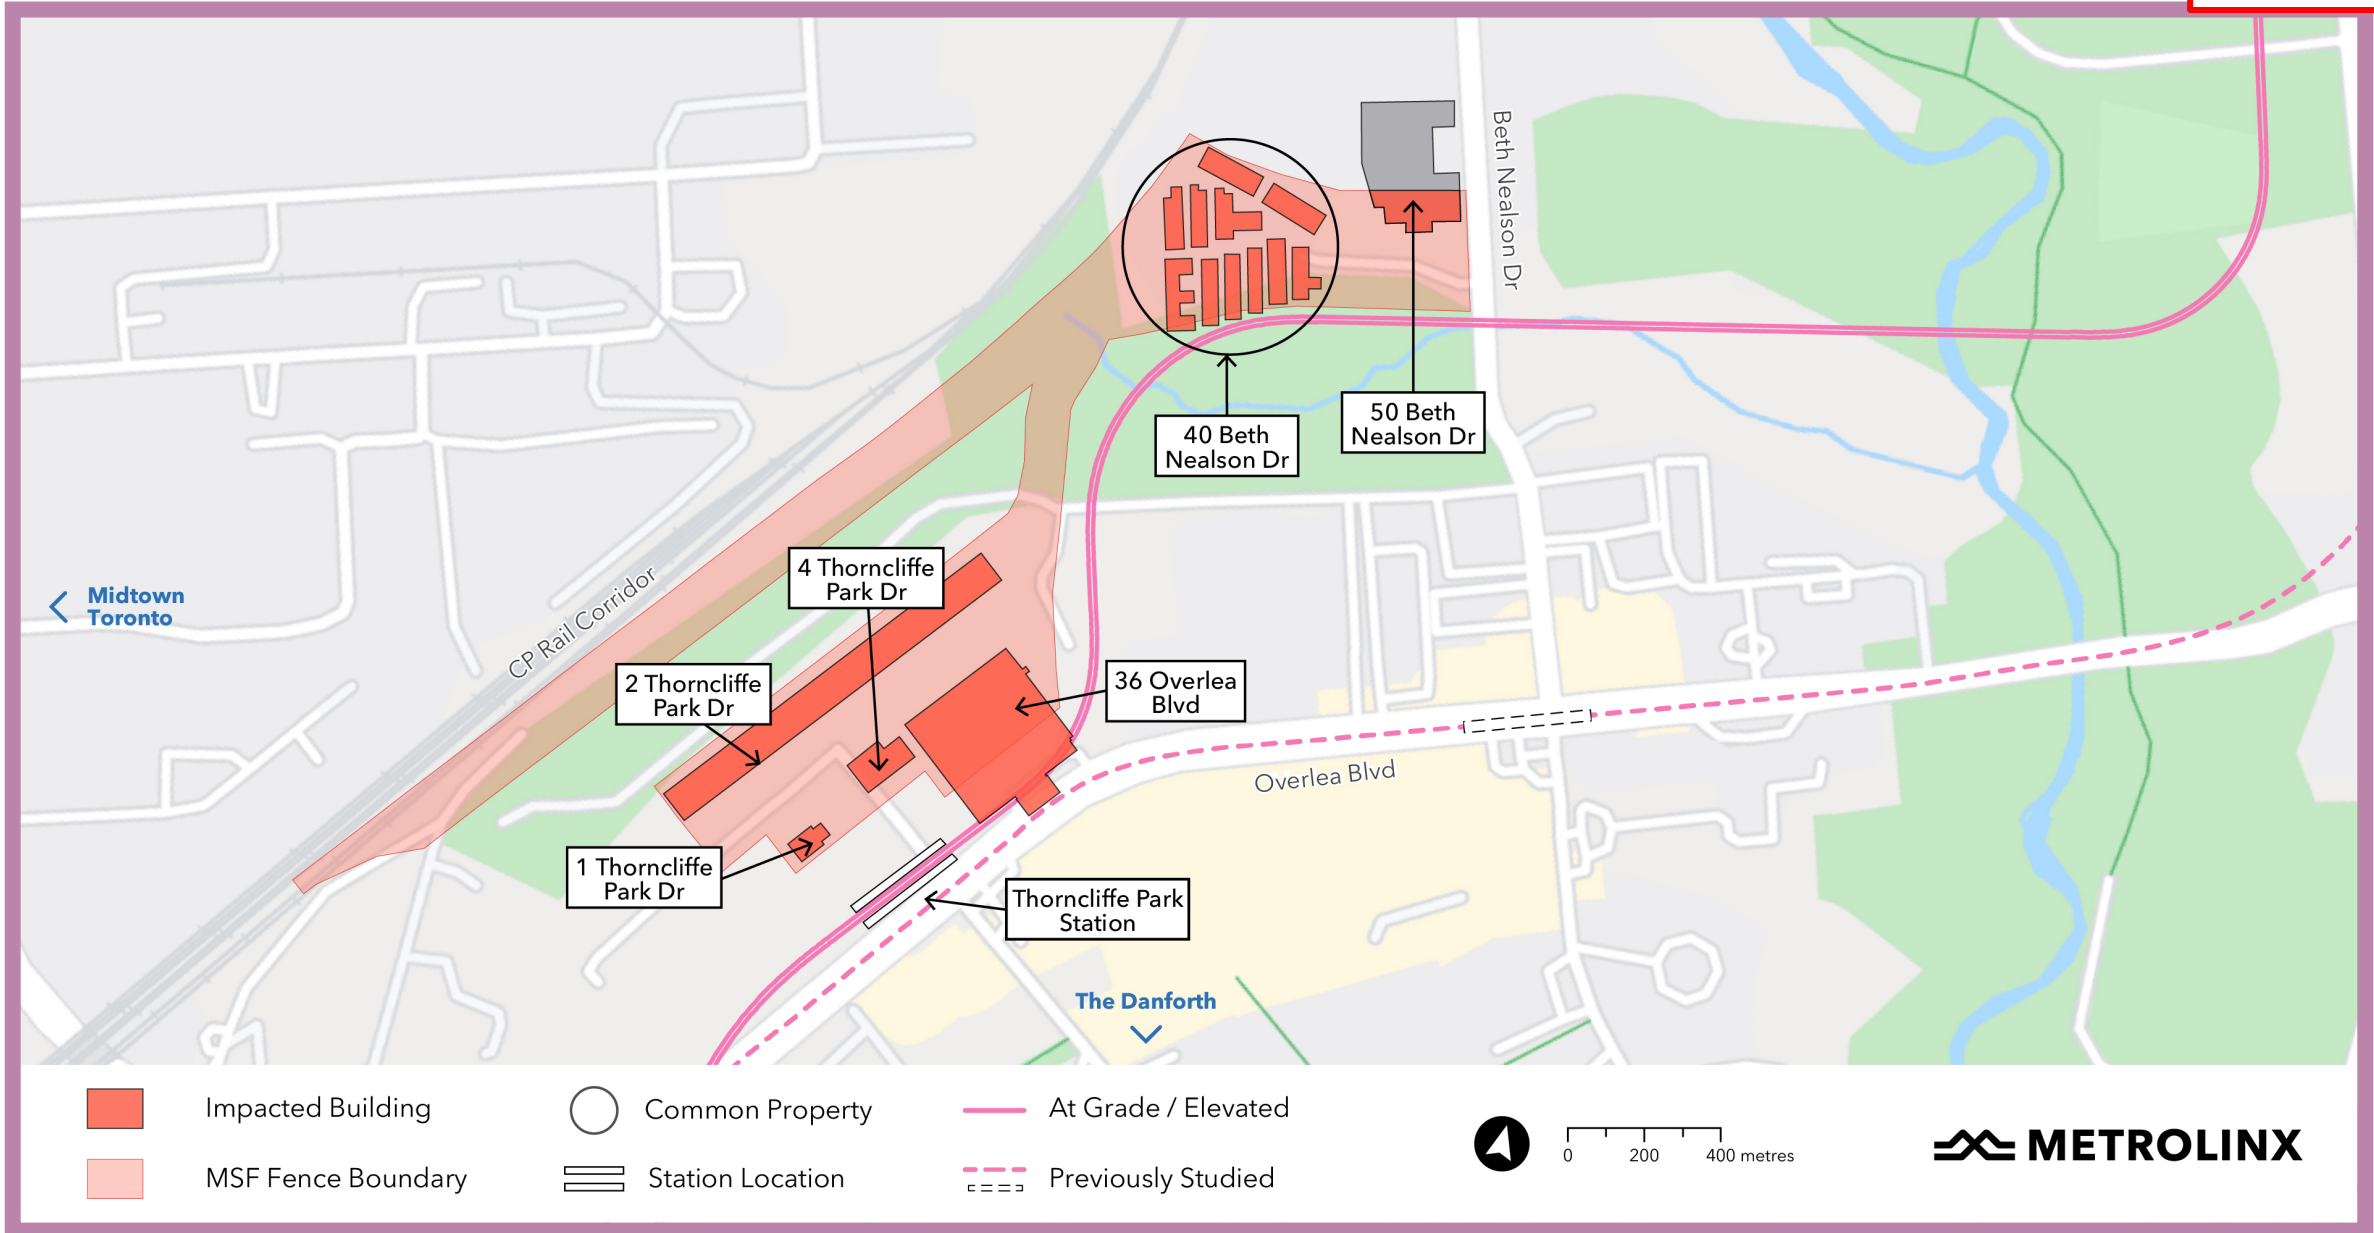 Beth Nealson Dr
50 Beth
Nealson Dr
40 Beth
Nealson Dr
Midtown
Toronto
CP Rail Corridor
4 Thorncliffe
Park Dr
2 Thorncliffe
Park Dr
36 Overlea
Blvd
Overlea Blvd
1 Thorncliffe
Park Dr
Thorncliffe Park
Station
The Danforth
Impacted Building
Common Property
At Grade / Elevated
MSF Fence Boundary
Station Location
Previously Studied
0 200 400 metres
METROLINX